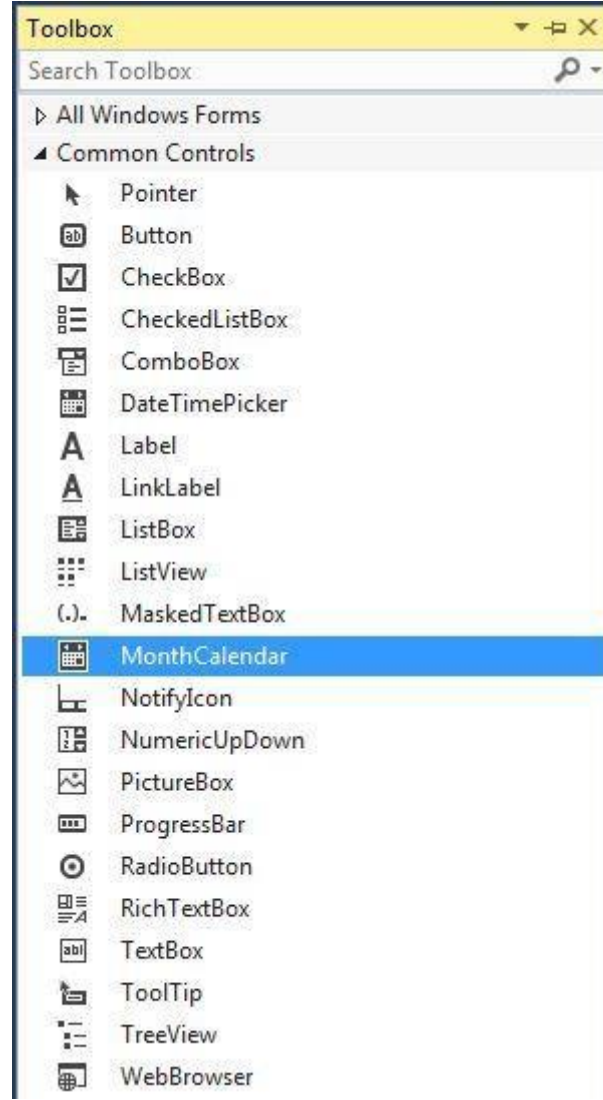 Toolbox
Search Toolbox
All Windows Forms
Common Controls
Pointer
Button
CheckBox
CheckedListBox
ComboBox
DateTimePicker
Label
LinkLabel
ListBox
ListView
MaskedTextBox
MonthCalendar
NotifyIcon
NumericUpDown
PictureBox
ProgressBar
RadioButton
RichTextBox
TextBox
ToolTip
TreeView
WebBrowser